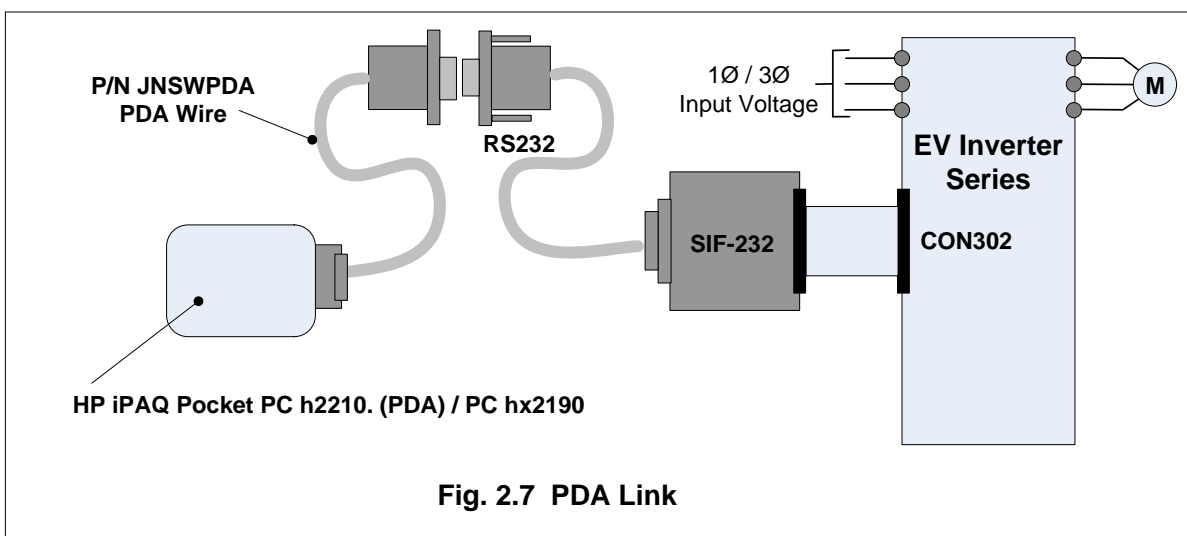 P/N JNSWPDA
PDA Wire
RS232
1Ø / 3Ø
Input Voltage
M
EV Inverter
Series
SIF-232
CON302
HP iPAQ Pocket PC h2210. (PDA) / PC hx2190
Fig. 2.7 PDA Link